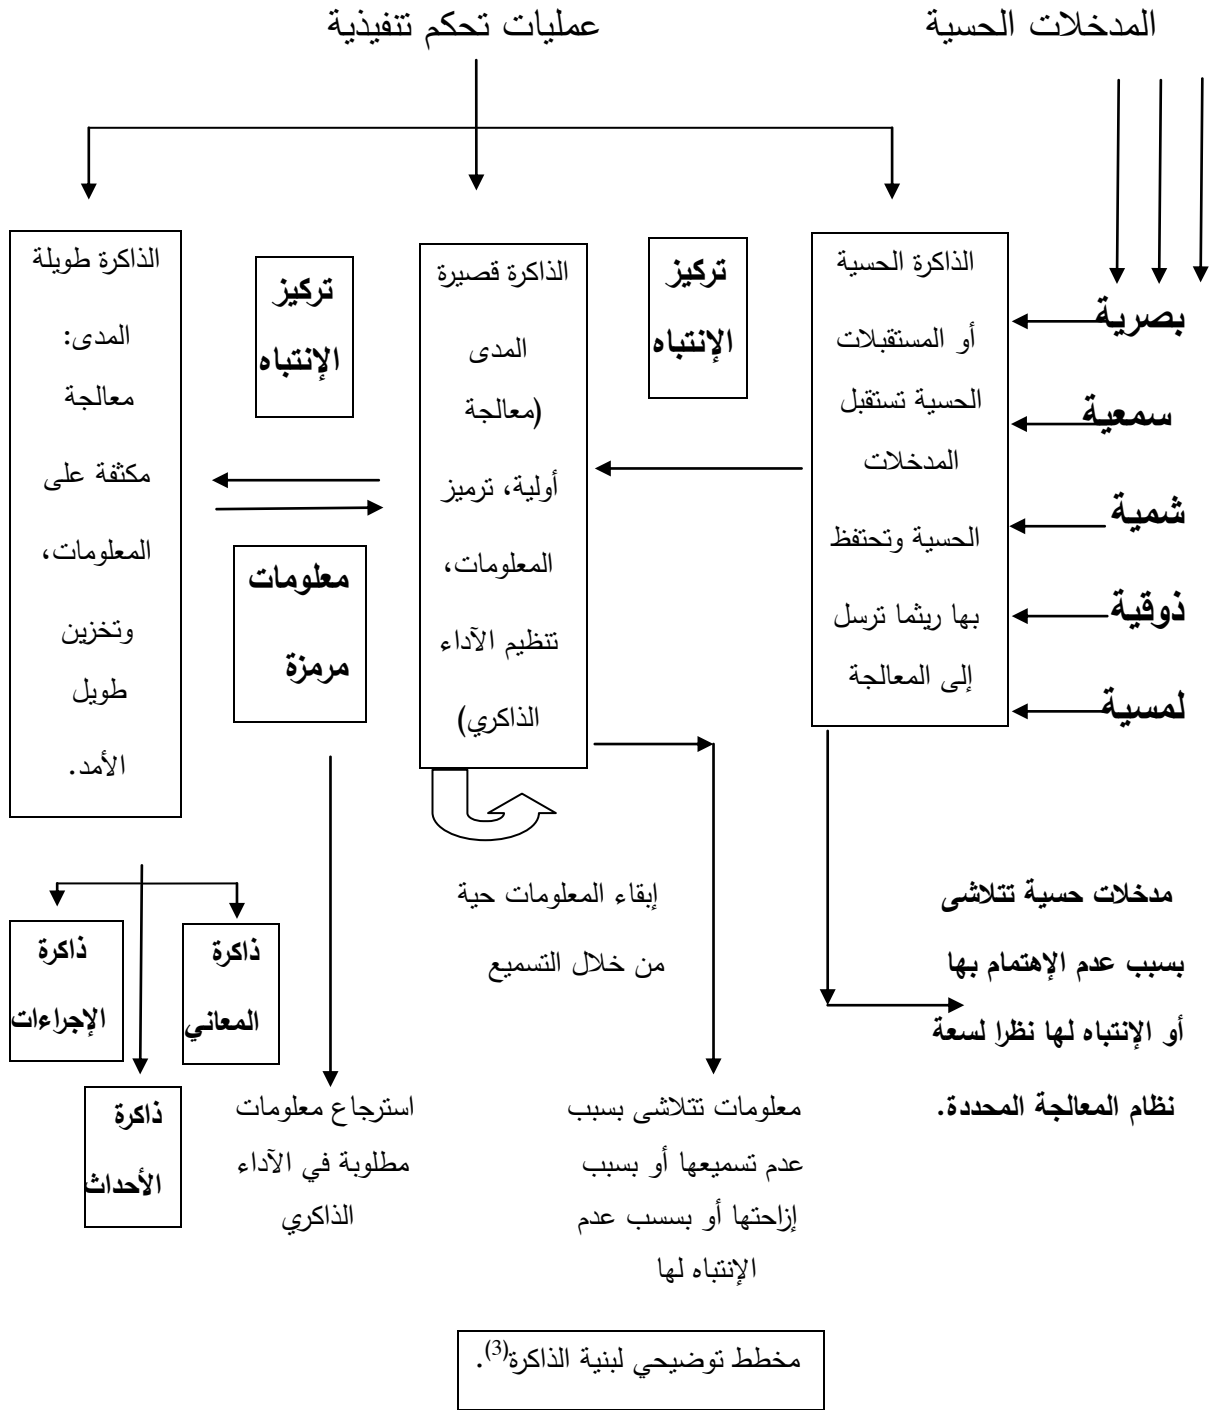 المدخلات الحسية
عمليات تحكم تتفيذية
بصرية
سمعية
شمية
ذوقية
لمسية
الذاكرة الحسية
أو المستقبلات
الحسية تستقبل
المدخلات
الحسية وتحتفظ
بها ريثما ترسل
إلى المعالجة
تركيز
الإنتباه
الذاكرة قصيرة
المدى
(معالجة
أولية، ترميز
المعلومات،
تتظيم الآداء
الذاكري)
تركيز
الإنتباه
معلومات
مرمزة
الذاكرة طويلة
المدى:
معالجة
مكثفة على
المعلومات،
وتخزين
طويل
الأمد.
مدخلات حسية تتلاشى
بسبب عدم الإهتمام بها
أو الإنتباه لها نظرا لسعة
نظام المعالجة المحددة.
إبقاء المعلومات حية
من خلال التسميع
معلومات تتلاشى بسبب
عدم تسميعها أو بسبب
إزاحتها أو بسسب عدم
الإنتباه لها
استرجاع معلومات
مطلوبة في الآداء
الذاكري
ذاكرة
المعاني
ذاكرة
الإجراءات
ذاكرة
الأحداث
مخطط توضيحي لبنية الذاكرة(3).